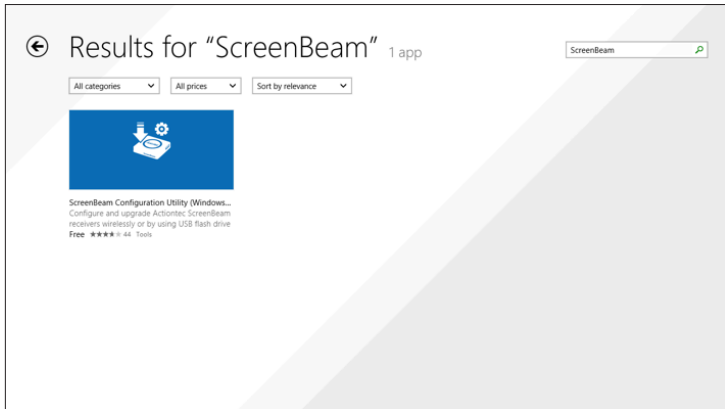 Results for “ScreenBeam” 1 app
ScreenBeam
All categories
All prices
Sort by relevance
ScreenBeam Configuration Utility (Windows...
Configure and upgrade Actiontec ScreenBeam
receivers wirelessly or by using USB flash drive
Free 44 Tools